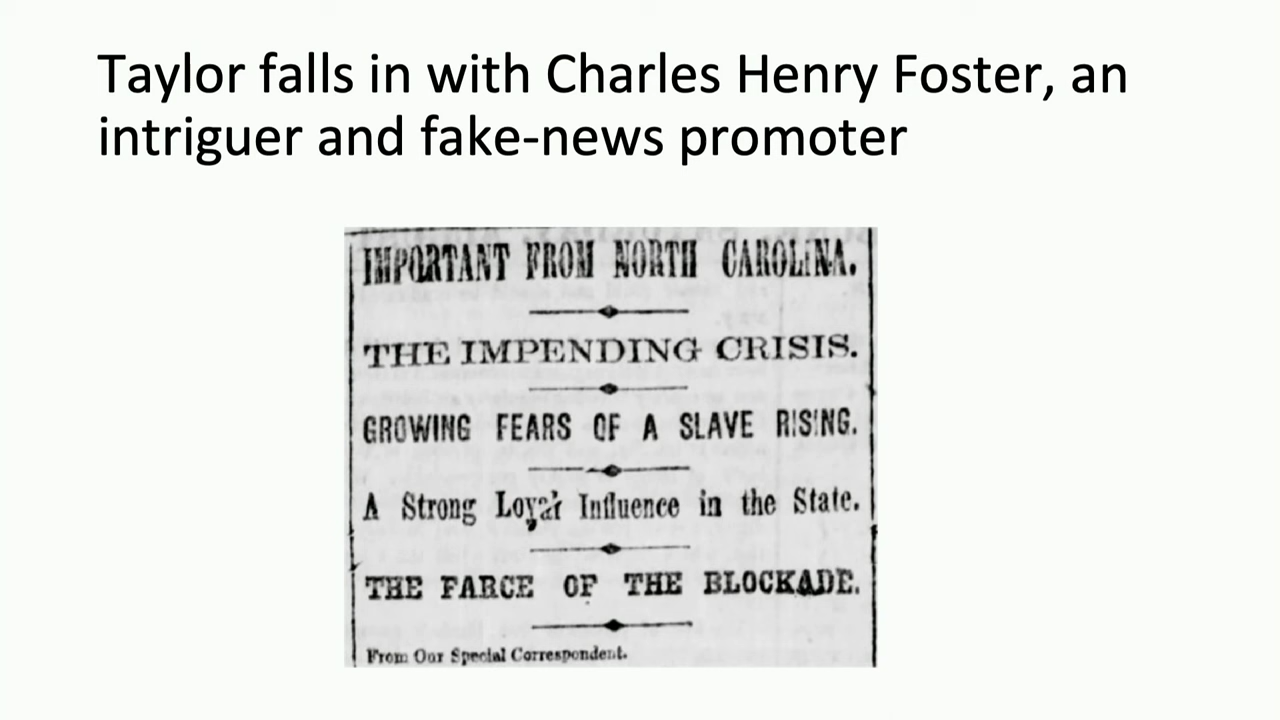 Taylor falls in with Charles Henry Foster, an
intriguer and fake-news promoter
IMPORTANT FROM NORTH CAROLINA.
THE IMPENDING CRISIS.
GROWING FEARS OF A SLAVE RISING.
A Strong Loyal Influence in the State.
THE FARCE OF THE BLOCKADE.
From Our Special Correspondent.